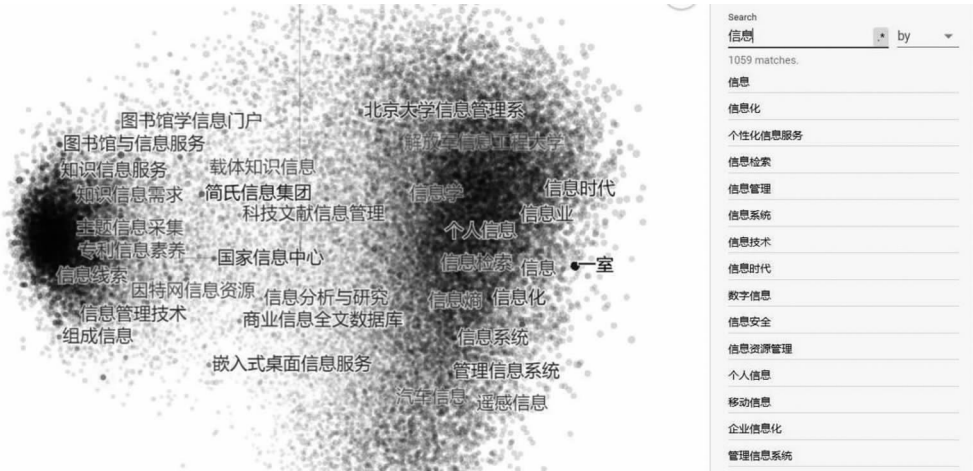 图书馆学信息门户
北京大学信息管理系
图书馆与信息服务
解放军信息工程大学
知识信息服务
载体知识信息
知识信息需求
简氏信息集团
信息学
信息时代
科技文献信息管理
信息业
主题信息采集
个人信息
专利信息素养
国家信息中心
信息检索
信息
一室
信息线索
因特网信息资源
信息分析与研究
信息熵
信息化
信息管理技术
商业信息全文数据库
组成信息
信息系统
嵌入式桌面信息服务
管理信息系统
汽车信息
遥感信息
Search
信息
.*
by
1059 matches.
信息
信息化
个性化信息服务
信息检索
信息管理
信息系统
信息技术
信息时代
数字信息
信息安全
信息资源管理
个人信息
移动信息
企业信息化
管理信息系统